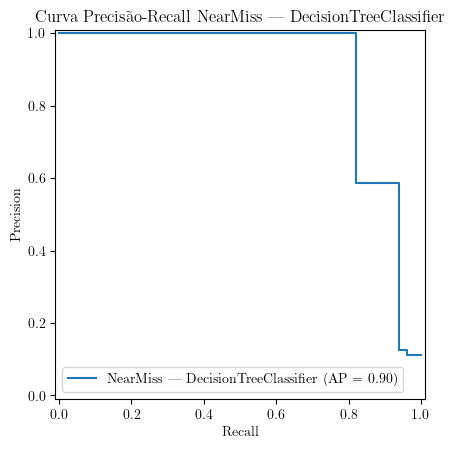 Curva Precisão-Recall NearMiss — DecisionTreeClassifier
1.0
0.8
0.6
0.4
0.2
0.0
Precision
NearMiss — DecisionTreeClassifier (AP = 0.90)
0.0 0.2 0.4 0.6 0.8 1.0
Recall